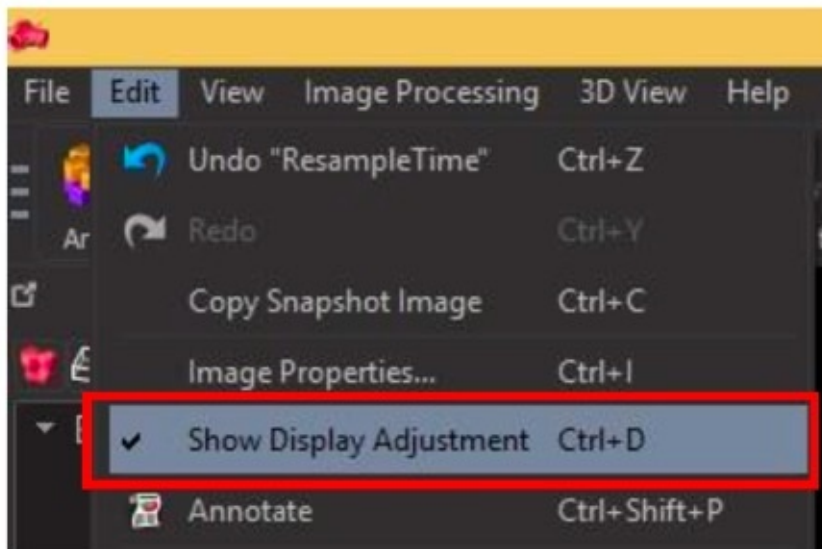 File Edit View Image Processing 3D View Help
Undo "ResampleTime" Ctrl+Z
Ar
Redo Ctrl+Y
Copy Snapshot Image Ctrl+C
Image Properties... Ctrl+I
Show Display Adjustment Ctrl+D
Annotate Ctrl+Shift+P